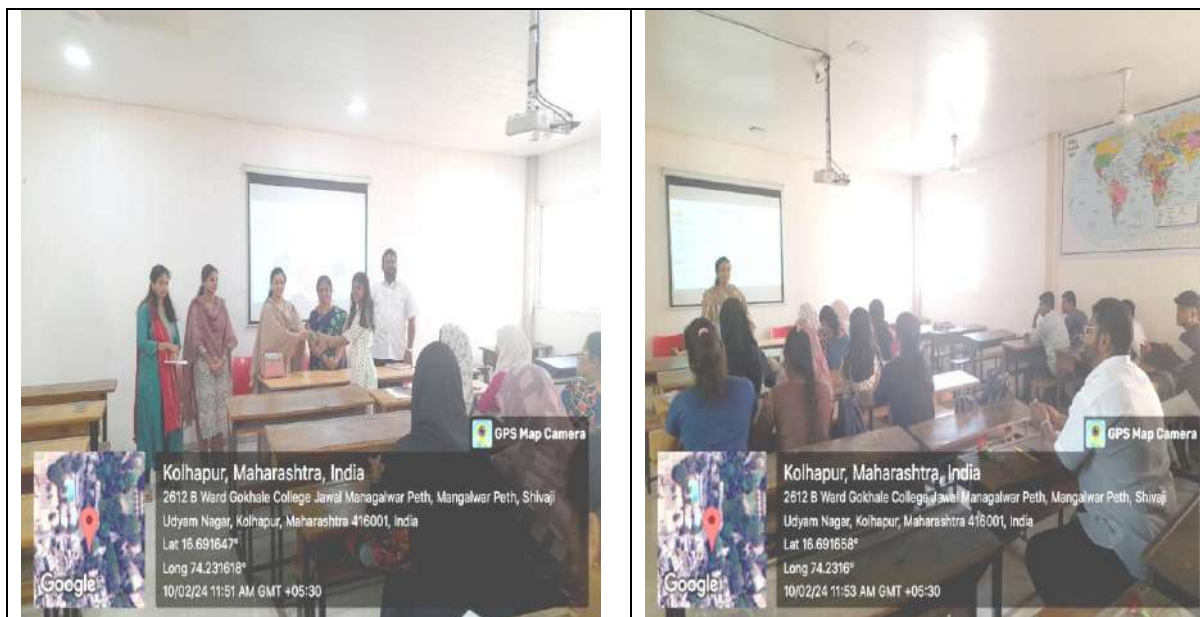 GPS Map Camera
Kolhapur, Maharashtra, India
2612 B Ward Gokhale College Jawal Managalwar Peth, Mangalwar Peth, Shivaji
Udyam Nagar, Kolhapur, Maharashtra 416001, India
Lat 16.691647°
Long 74.231618°
10/02/24 11:51 AM GMT +05:30
Google
GPS Map Camera
Kolhapur, Maharashtra, India
2612 B Ward Gokhale College Jawal Managalwar Peth, Mangalwar Peth, Shivaji
Udyam Nagar, Kolhapur, Maharashtra 416001, India
Lat 16.691658°
Long 74.2316°
10/02/24 11:53 AM GMT +05:30
Google